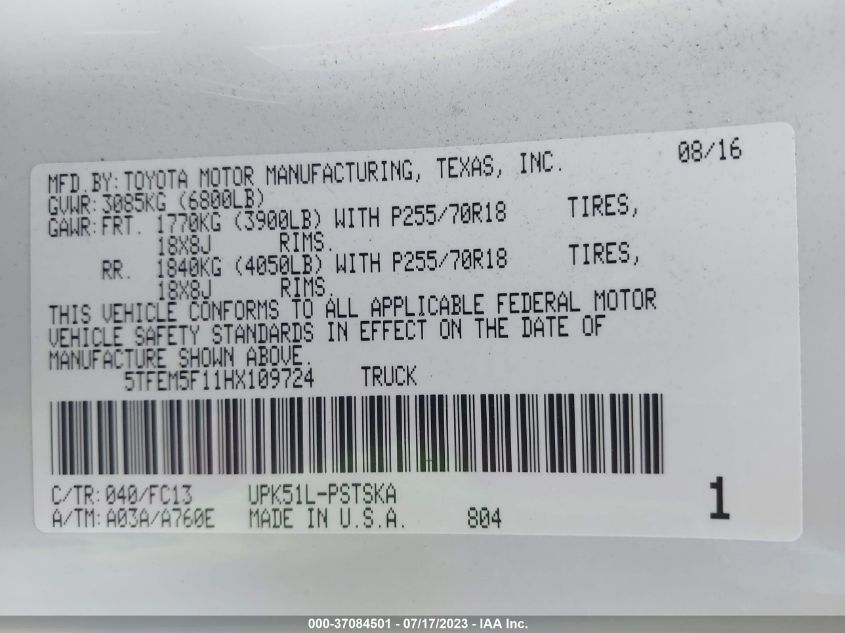 MFD.BY:TOYOTA MOTOR MANUFACTURING, TEXAS, INC. 08/16
GVWR:3085KG (6800LB)
GAWR:FRT. 1770KG (3900LB) WITH P255/70R18 TIRES,
18X8J RIMS.
RR. 1840KG (4050LB) WITH P255/70R18 TIRES,
18X8J RIMS.
THIS VEHICLE CONFORMS TO ALL APPLICABLE FEDERAL MOTOR
VEHICLE SAFETY STANDARDS IN EFFECT ON THE DATE OF
MANUFACTURE SHOWN ABOVE.
5TFEM5F11HX109724 TRUCK
C/TR:040/FC13 UPK51L-PSTSKA
A/TM:A03A/A760E MADE IN U.S.A. 804 1
000-37084501 - 07/17/2023 - IAA Inc.